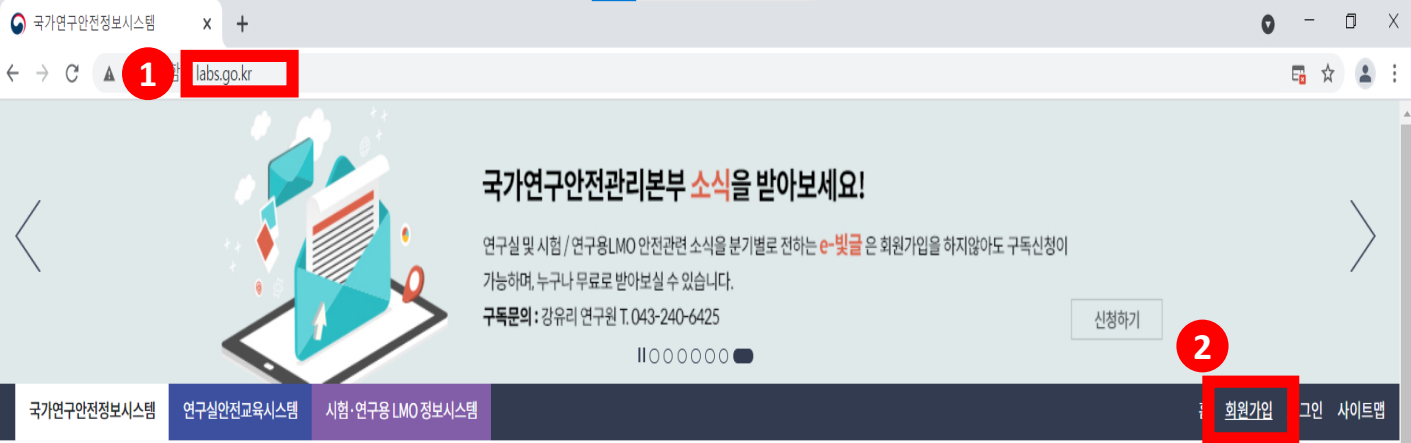 국가연구안전정보시스템
1
labs.go.kr
국가연구안전관리본부 소식을 받아보세요!
연구실 및 시험 / 연구용LMO 안전관련 소식을 분기별로 전하는 e-빛글 은 회원가입을 하지않아도 구독신청이
가능하며, 누구나 무료로 받아보실 수 있습니다.
구독문의 : 강유리 연구원 T. 043-240-6425
신청하기
2
국가연구안전정보시스템 연구실안전교육시스템 시험·연구용 LMO 정보시스템 회원가입 그인 사이트맵